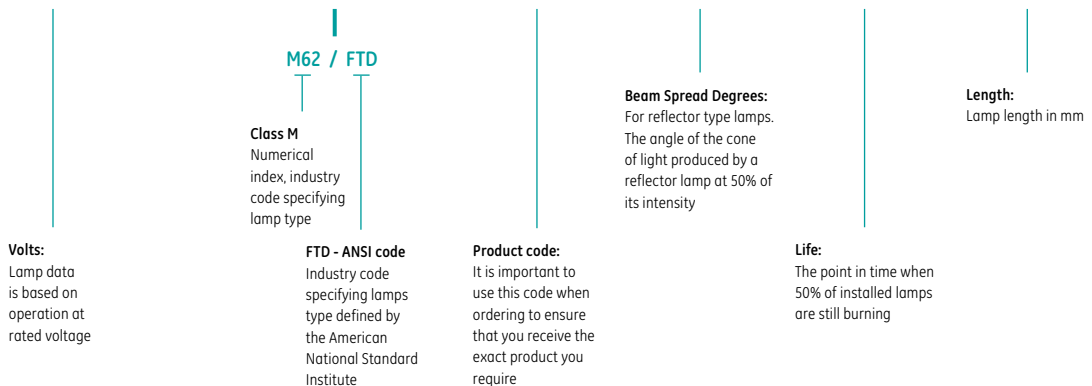 M62 / FTD
Class M
Numerical
index, industry
code specifying
lamp type
Beam Spread Degrees:
For reflector type lamps.
The angle of the cone
of light produced by a
reflector lamp at 50% of
its intensity
Length:
Lamp length in mm
Volts:
Lamp data
is based on
operation at
rated voltage
FTD - ANSI code
Industry code
specifying lamps
type defined by
the American
National Standard
Institute
Product code:
It is important to
use this code when
ordering to ensure
that you receive the
exact product you
require
Life:
The point in time when
50% of installed lamps
are still burning